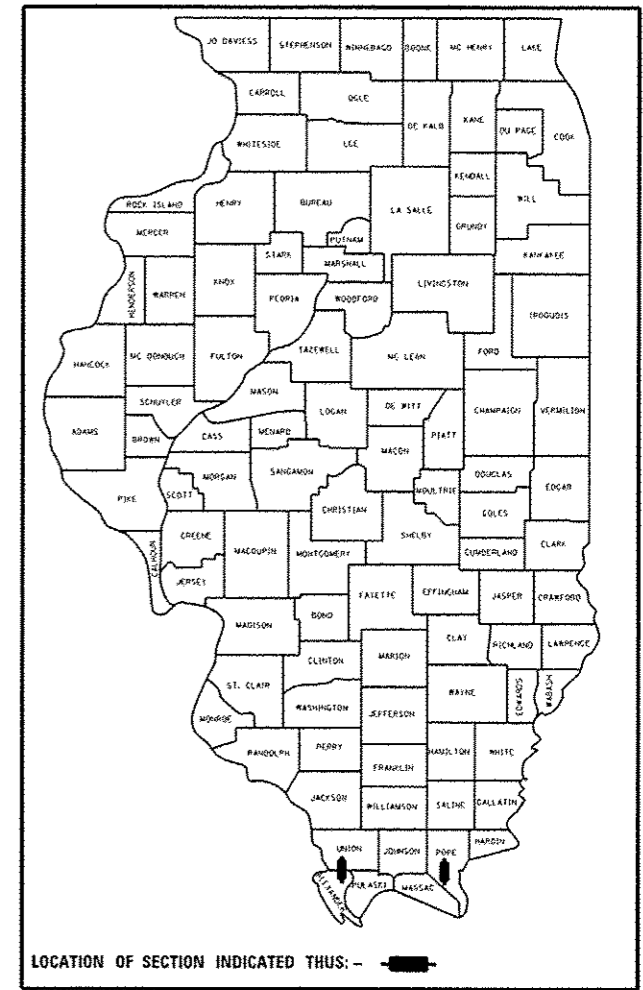 JO DAVIESS STEPHENSON WINNEBAGO BOONE MC HENRY LAKE
CARROLL OGLE DE KALB KANE DU PAGE COOK
WHITESIDE LEE
KENDALL WILL
ROCK ISLAND HENRY BUREAU LA SALLE GRUNDY
MERCER PUTNAM
STARK MARSHALL KANKAKEE
HENDERSON WARREN KNOX PEORIA WOODFORD LIVINGSTON IROQUOIS
HANCOCK MC DONOUGH FULTON TAZEWELL MC LEAN FORD
MASON
SCHUYLER LOGAN DE WITT CHAMPAIGN VERMILION
ADAMS BROWN CASS MENARD MACON PIATT
MORGAN SANGAMON DOUGLAS EDGAR
PIKE SCOTT CHRISTIAN MOULTRIE
COLES
GREENE MACOUPIN MONTGOMERY SHELBY CUMBERLAND CLARK
CALHOUN JERSEY
FAYETTE EFFINGHAM JASPER CRAWFORD
MADISON BOND
CLAY RICHLAND LAWRENCE
CLINTON MARION
ST. CLAIR WAYNE EDWARDS WABASH
MONROE WASHINGTON JEFFERSON
RANDOLPH PERRY HAMILTON WHITE
FRANKLIN
JACKSON WILLIAMSON SALINE GALLATIN
UNION JOHNSON POPE HARDIN
ALEXANDER PULASKI MASSAC
LOCATION OF SECTION INDICATED THUS: -